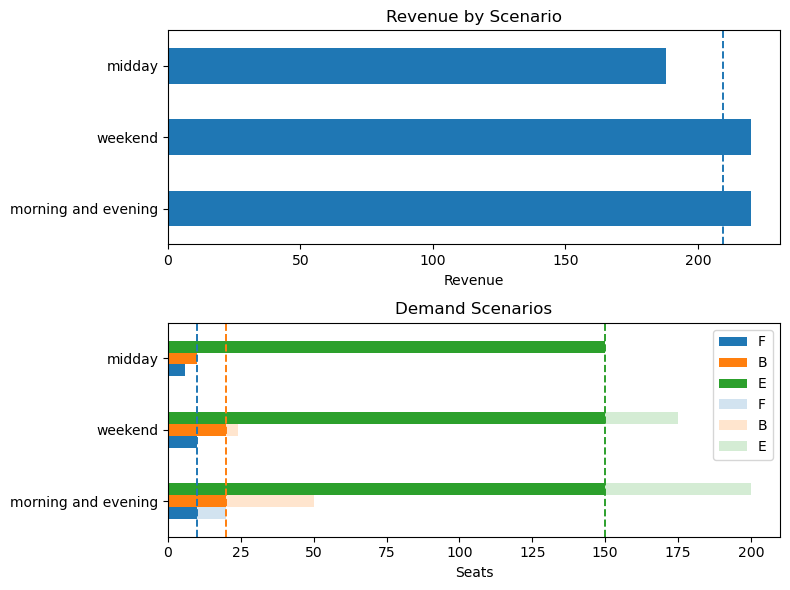 Revenue by Scenario
midday
weekend
morning and evening
0 50 100 150 200
Revenue
Demand Scenarios
midday
weekend
morning and evening
F
B
E
F
B
E
0 25 50 75 100 125 150 175 200
Seats